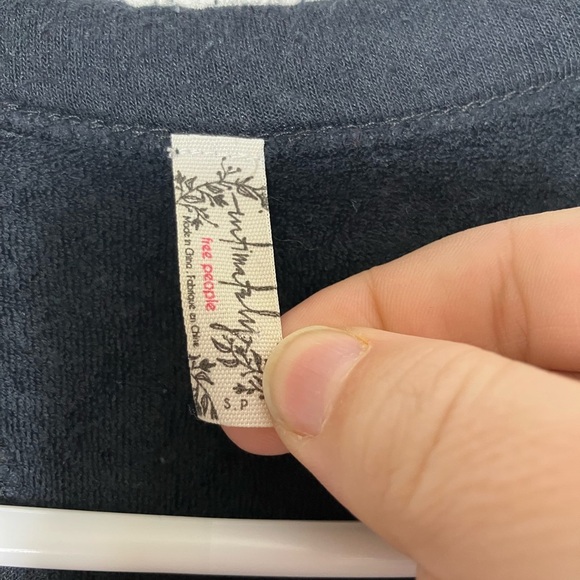 intimately
free people
Made in China . Fabriqué en Chine
S P